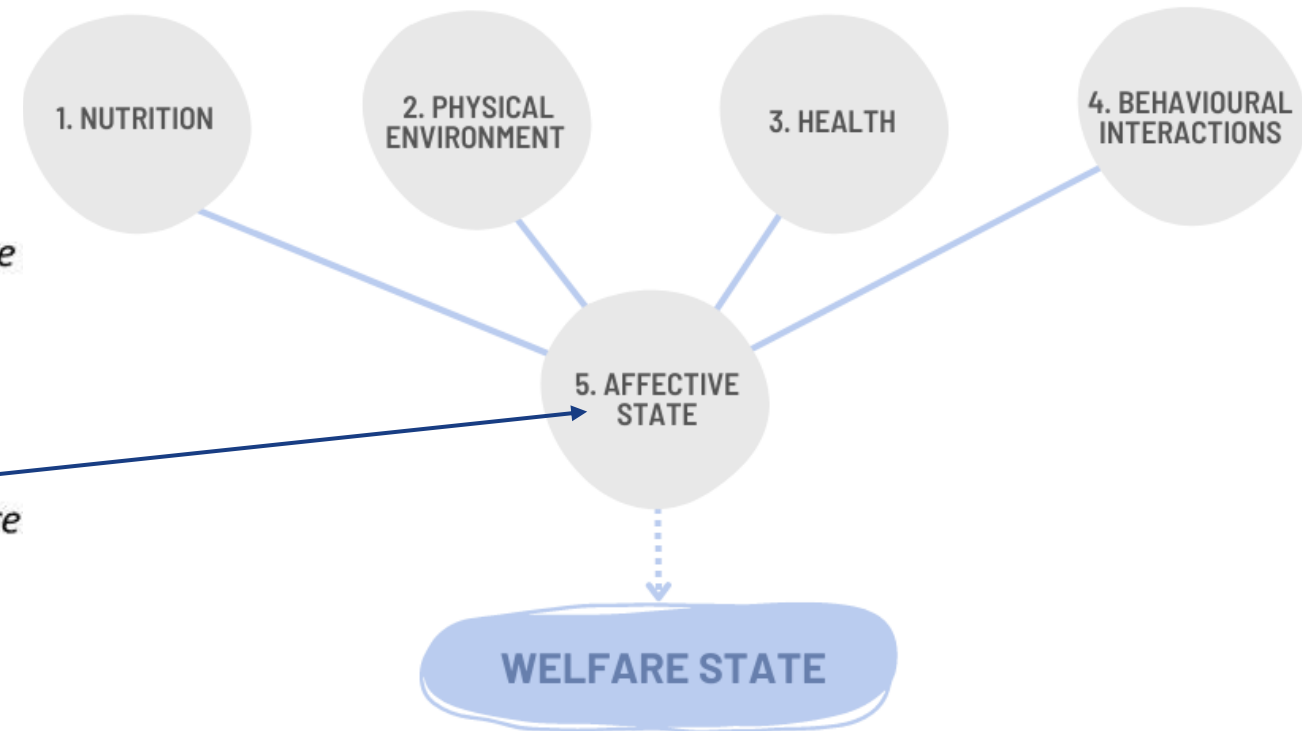 1. NUTRITION
2. PHYSICAL
ENVIRONMENT
3. HEALTH
4. BEHAVIOURAL
INTERACTIONS
5. AFFECTIVE
STATE
WELFARE STATE